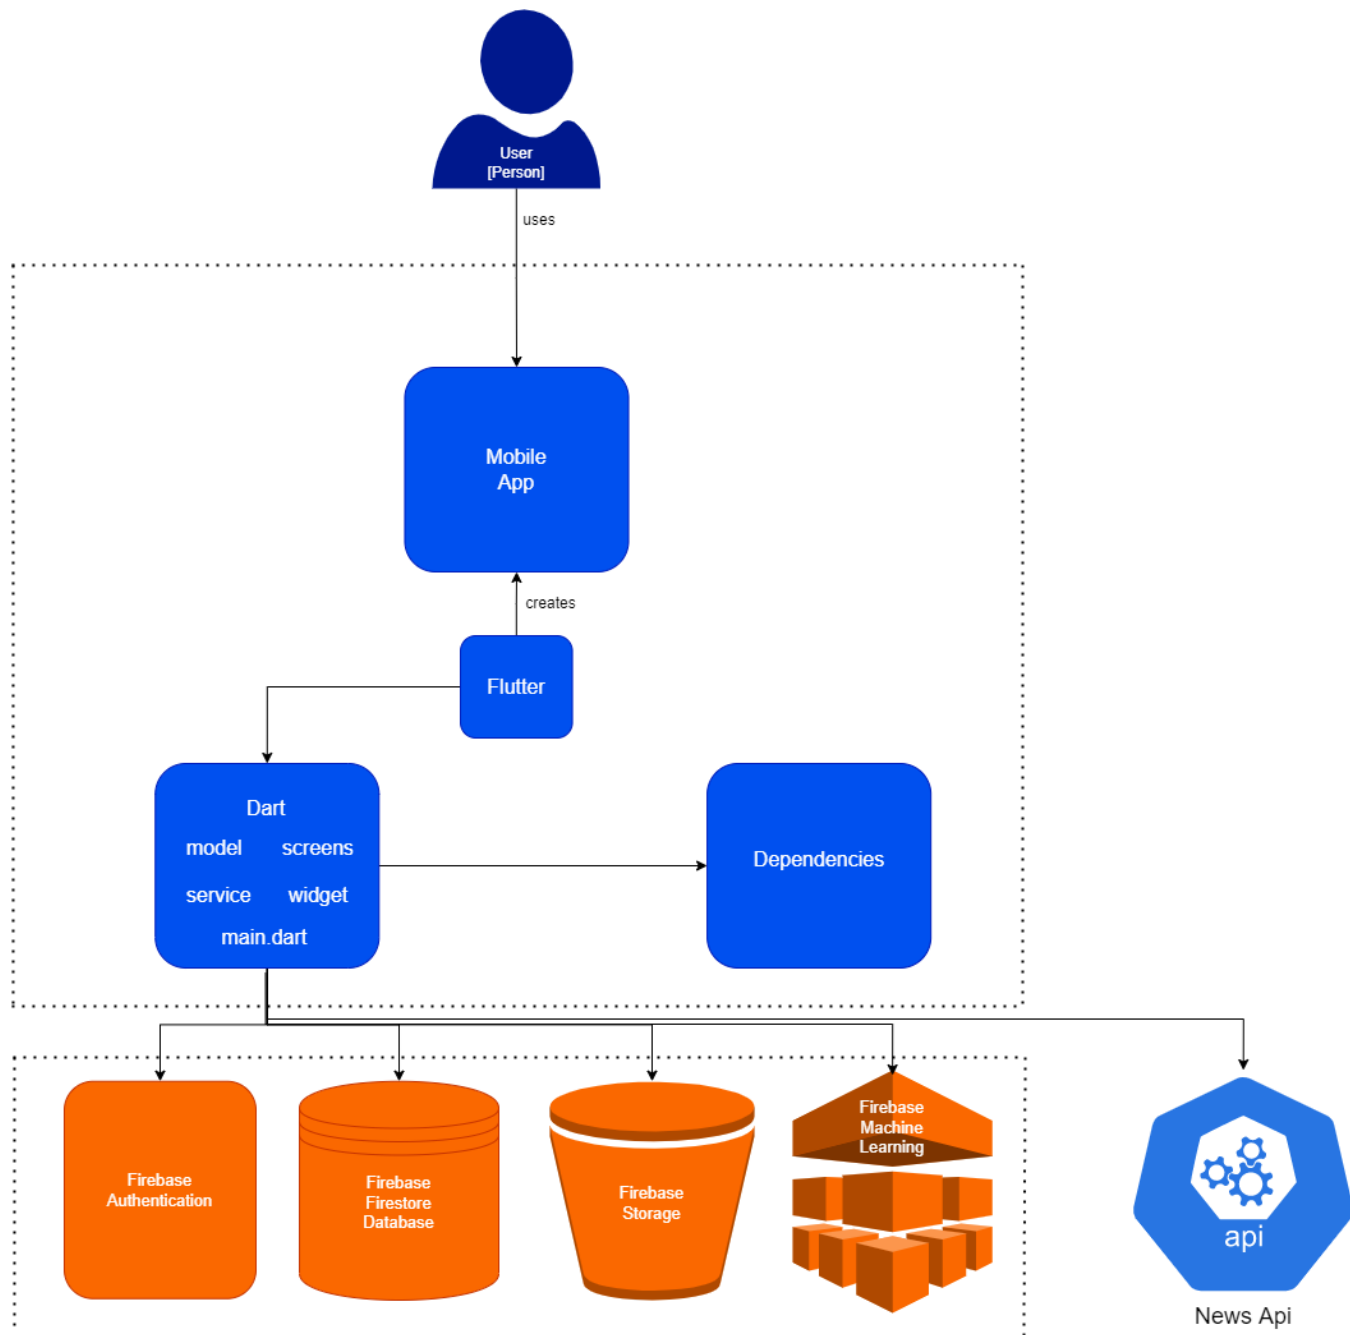 User
[Person]
uses
Mobile
App
creates
Flutter
Dart
model screens
service widget
main.dart
Dependencies
Firebase
Authentication
Firebase
Firestore
Database
Firebase
Storage
Firebase
Machine
Learning
api
News Api